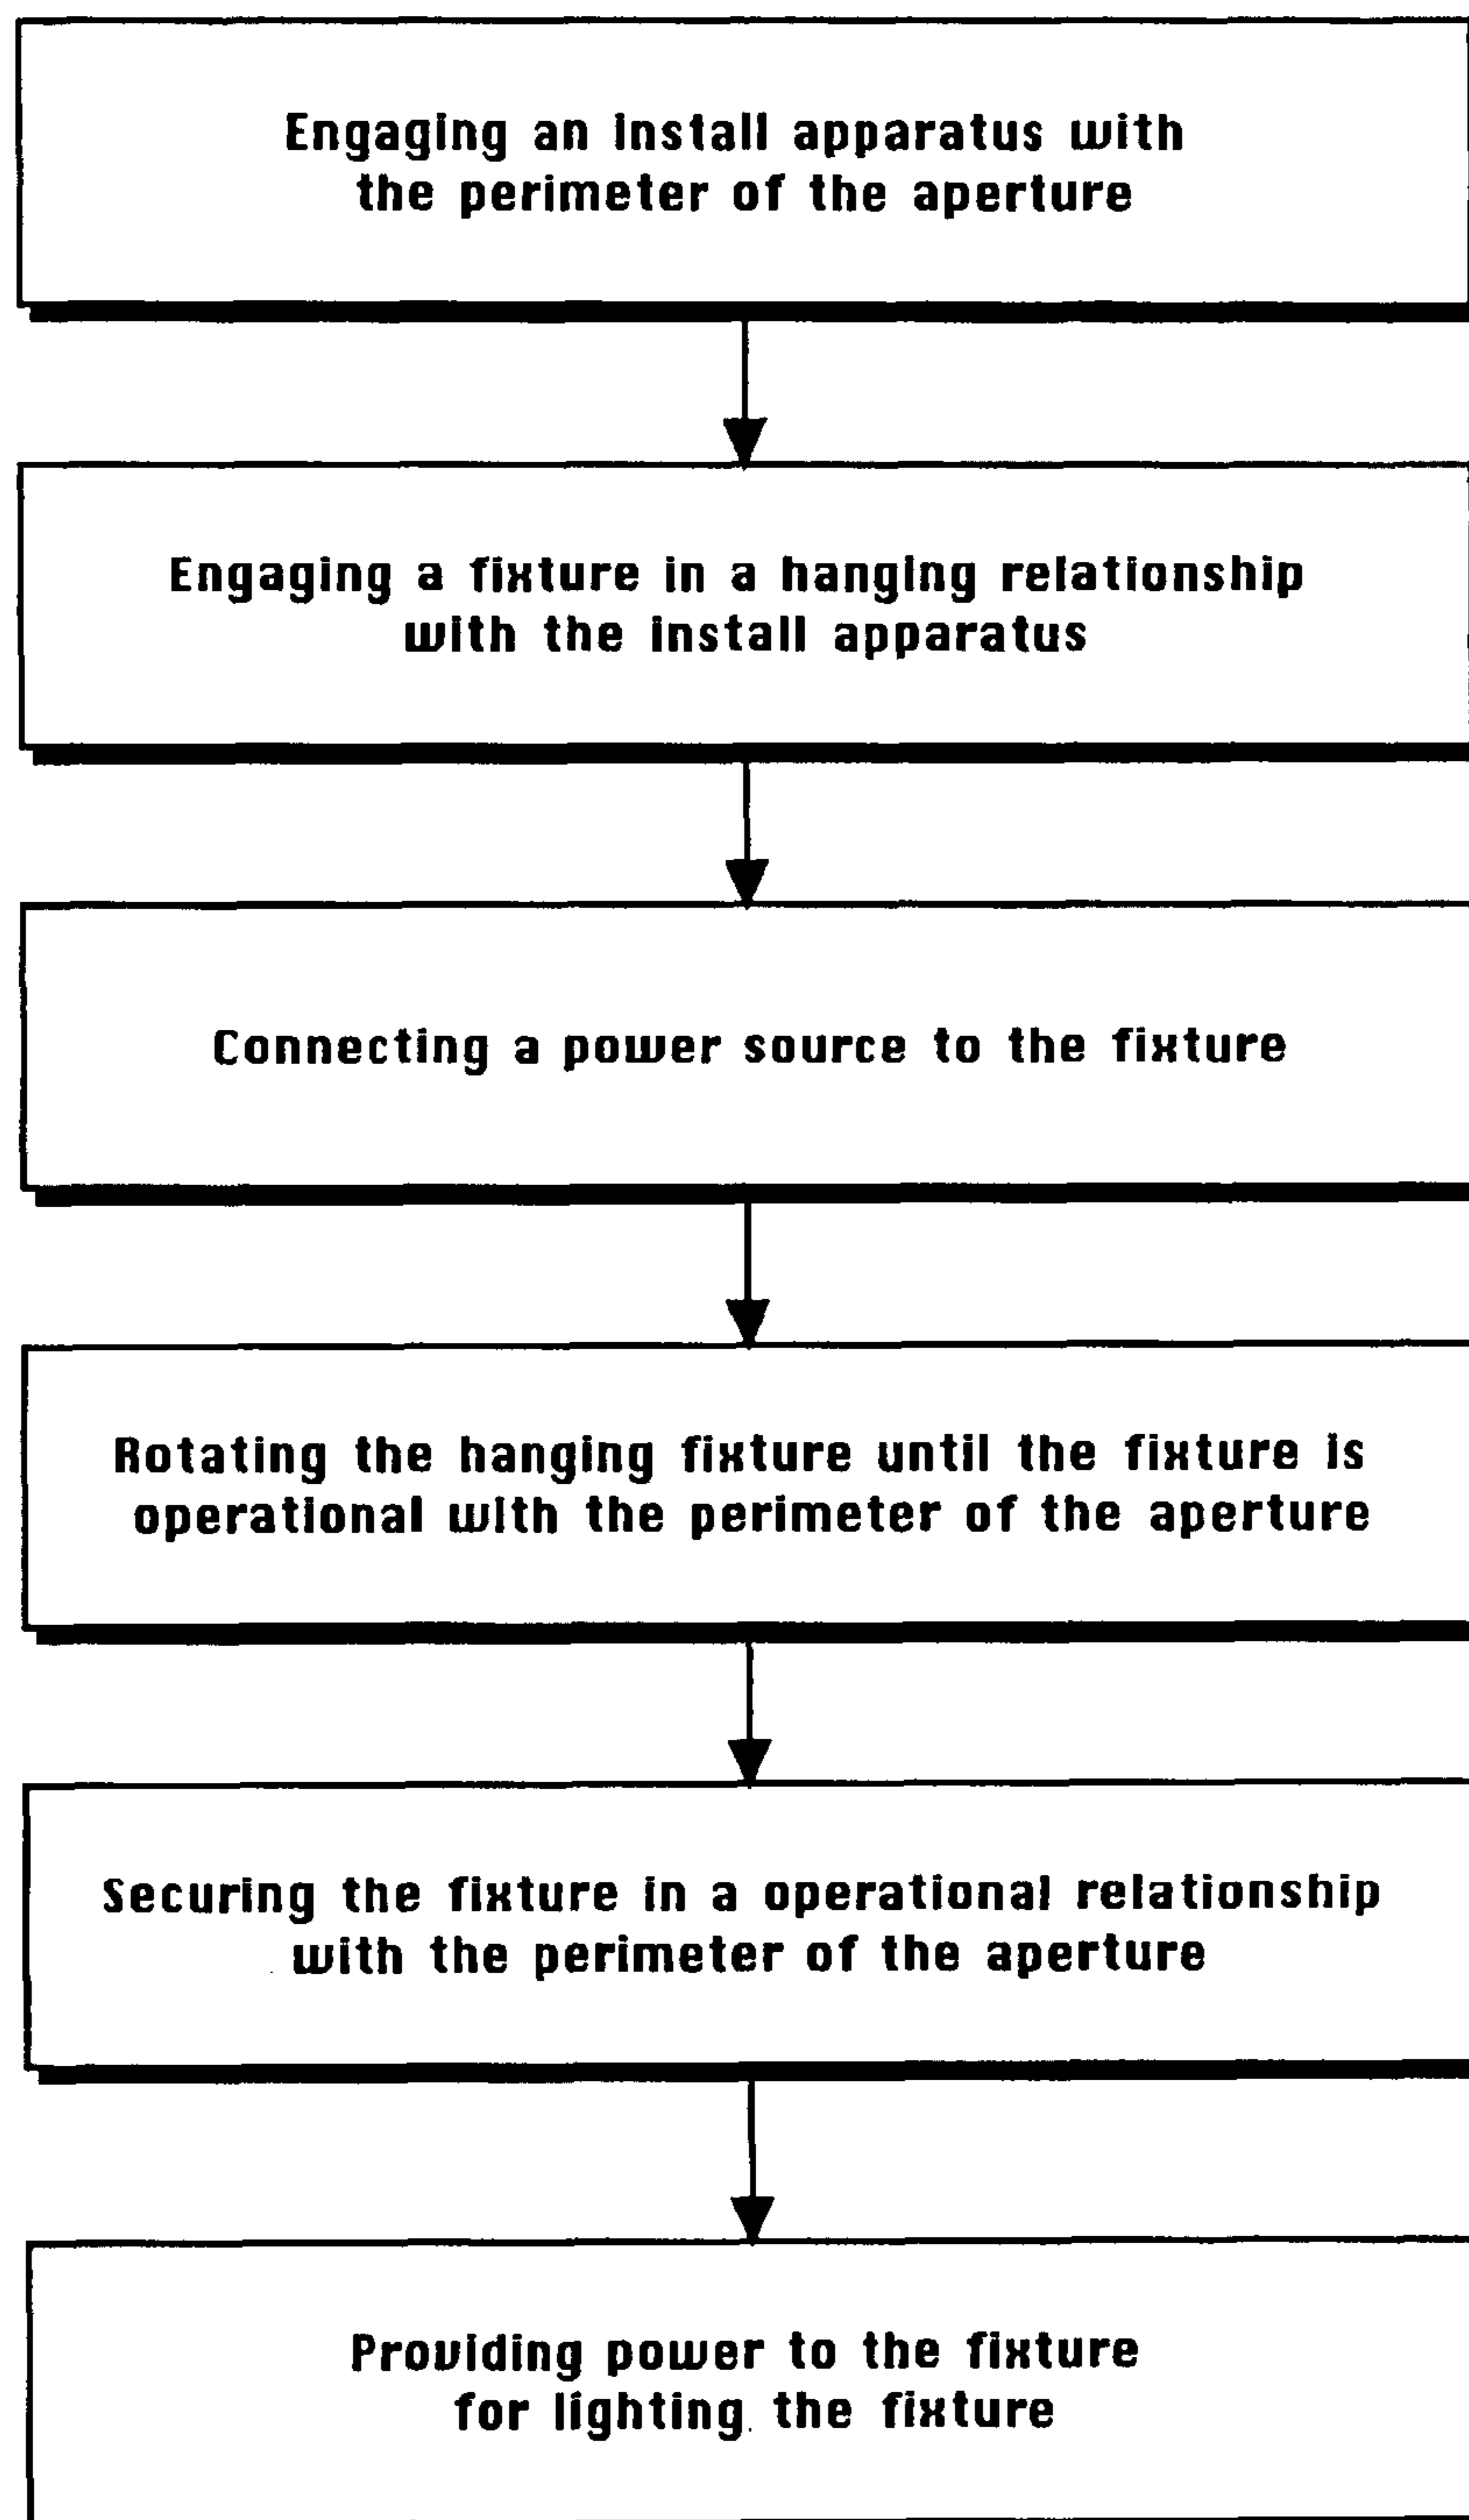 Engaging an install apparatus with
the perimeter of the aperture
Engaging a fixture in a hanging relationship
with the install apparatus
Connecting a power source to the fixture
Rotating the hanging fixture until the fixture is
operational with the perimeter of the aperture
Securing the fixture in a operational relationship
with the perimeter of the aperture
Providing power to the fixture
for lighting the fixture